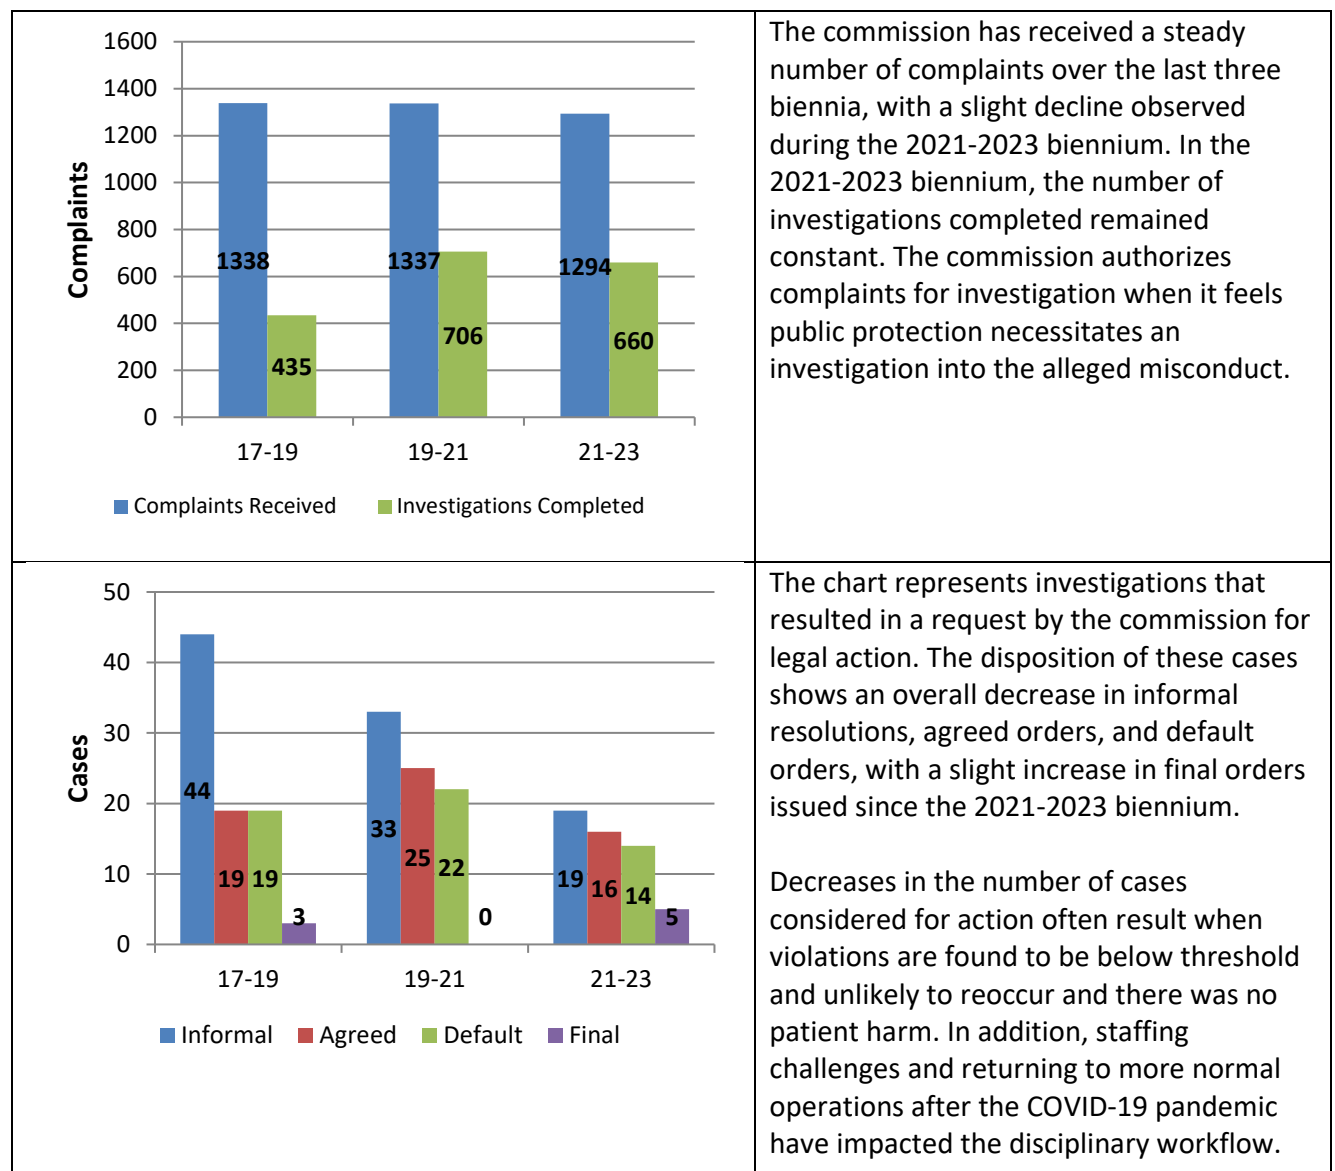 1600
1400
1200
1000
800
600
400
200
0
Complaints
1338
435
1337
706
1294
660
17-19
19-21
21-23
Complaints Received
Investigations Completed
The commission has received a steady
number of complaints over the last three
biennia, with a slight decline observed
during the 2021-2023 biennium. In the
2021-2023 biennium, the number of
investigations completed remained
constant. The commission authorizes
complaints for investigation when it feels
public protection necessitates an
investigation into the alleged misconduct.
50
40
30
20
10
0
Cases
44
19
19
3
33
25
22
0
19
16
14
5
17-19
19-21
21-23
Informal
Agreed
Default
Final
The chart represents investigations that
resulted in a request by the commission for
legal action. The disposition of these cases
shows an overall decrease in informal
resolutions, agreed orders, and default
orders, with a slight increase in final orders
issued since the 2021-2023 biennium.
Decreases in the number of cases
considered for action often result when
violations are found to be below threshold
and unlikely to reoccur and there was no
patient harm. In addition, staffing
challenges and returning to more normal
operations after the COVID-19 pandemic
have impacted the disciplinary workflow.